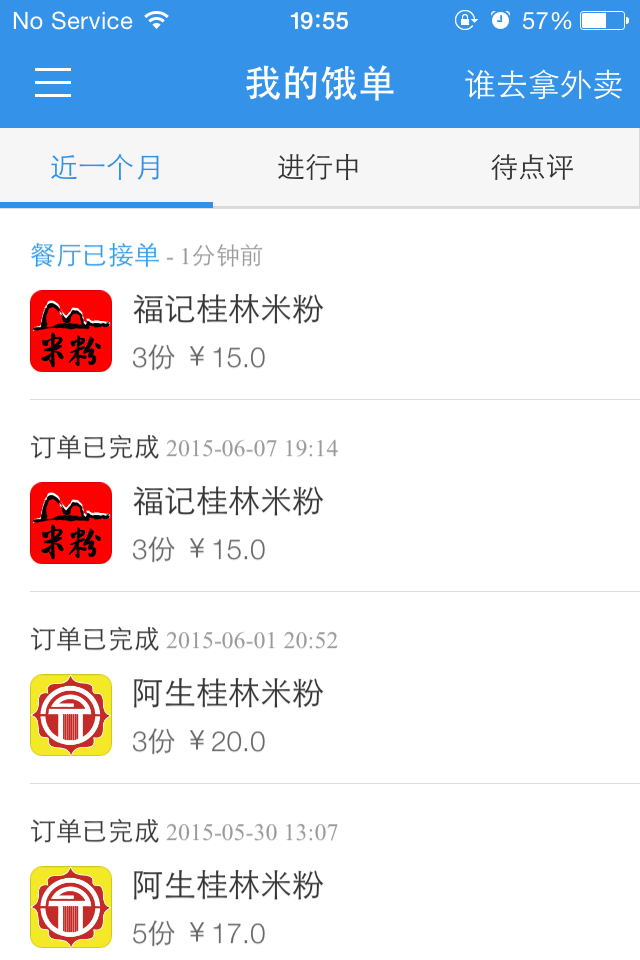 No Service 19:55 57%
我的饿单 谁去拿外卖
近一个月 进行中 待点评
餐厅已接单 - 1分钟前
福记桂林米粉
米粉
3份 ¥15.0
订单已完成 2015-06-07 19:14
福记桂林米粉
米粉
3份 ¥15.0
订单已完成 2015-06-01 20:52
阿生桂林米粉
3份 ¥20.0
订单已完成 2015-05-30 13:07
阿生桂林米粉
5份 ¥17.0